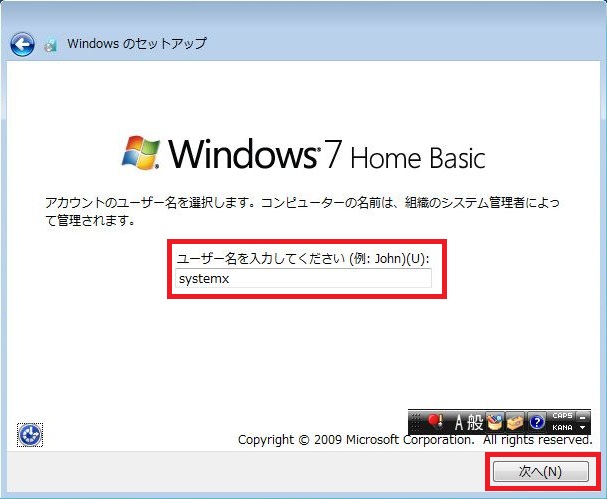 Windows のセットアップ
Windows 7 Home Basic
アカウントのユーザー名を選択します。コンピューターの名前は、組織のシステム管理者によっ
て管理されます。
ユーザー名を入力してください (例: John)(U):
systemx
A 般 ? CAPS
KANA
Copyright © 2009 Microsoft Corporation. All rights reserved.
次へ(N)